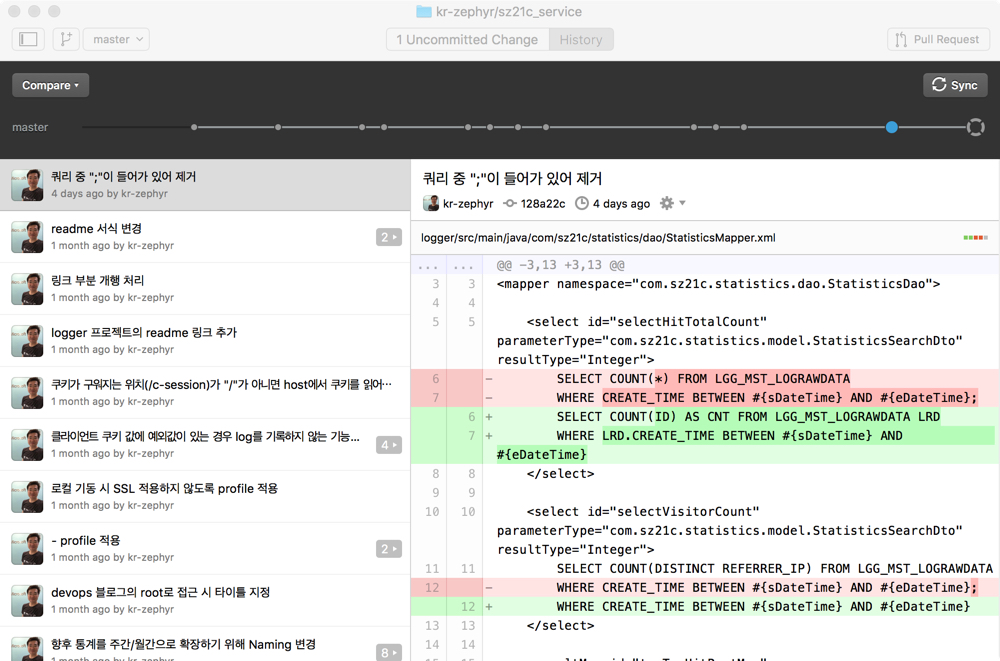 kr-zephyr/sz21c_service
master
1 Uncommitted Change
History
Pull Request
Compare
Sync
master
쿼리 중 ";"이 들어가 있어 제거
4 days ago by kr-zephyr
readme 서식 변경
1 month ago by kr-zephyr
2
링크 부분 개행 처리
1 month ago by kr-zephyr
logger 프로젝트의 readme 링크 추가
1 month ago by kr-zephyr
쿠키가 구워지는 위치(/c-session)가 "/"가 아니면 host에서 쿠키를 읽어···
1 month ago by kr-zephyr
클라이언트 쿠키 값에 예외값이 있는 경우 log를 기록하지 않는 기능...
1 month ago by kr-zephyr
4
로컬 기동 시 SSL 적용하지 않도록 profile 적용
1 month ago by kr-zephyr
- profile 적용
1 month ago by kr-zephyr
2
devops 블로그의 root로 접근 시 타이틀 지정
1 month ago by kr-zephyr
향후 통계를 주간/월간으로 확장하기 위해 Naming 변경
1 month ago by kr-zephyr
8
쿼리 중 ";"이 들어가 있어 제거
kr-zephyr 128a22c 4 days ago
logger/src/main/java/com/sz21c/statistics/dao/StatisticsMapper.xml
... ... @@ -3,13 +3,13 @@
3 3 <mapper namespace="com.sz21c.statistics.dao.StatisticsDao">
4 4
5 5 <select id="selectHitTotalCount"
parameterType="com.sz21c.statistics.model.StatisticsSearchDto"
resultType="Integer">
6 - SELECT COUNT(*) FROM LGG_MST_LOGRAWDATA
7 - WHERE CREATE_TIME BETWEEN #{sDateTime} AND #{eDateTime};
6 + SELECT COUNT(ID) AS CNT FROM LGG_MST_LOGRAWDATA LRD
7 + WHERE LRD.CREATE_TIME BETWEEN #{sDateTime} AND
#{eDateTime}
8 8 </select>
9 9
10 10 <select id="selectVisitorCount"
parameterType="com.sz21c.statistics.model.StatisticsSearchDto"
resultType="Integer">
11 11 SELECT COUNT(DISTINCT REFERRER_IP) FROM LGG_MST_LOGRAWDATA
12 - WHERE CREATE_TIME BETWEEN #{sDateTime} AND #{eDateTime};
12 + WHERE CREATE_TIME BETWEEN #{sDateTime} AND #{eDateTime}
13 13 </select>
14 14